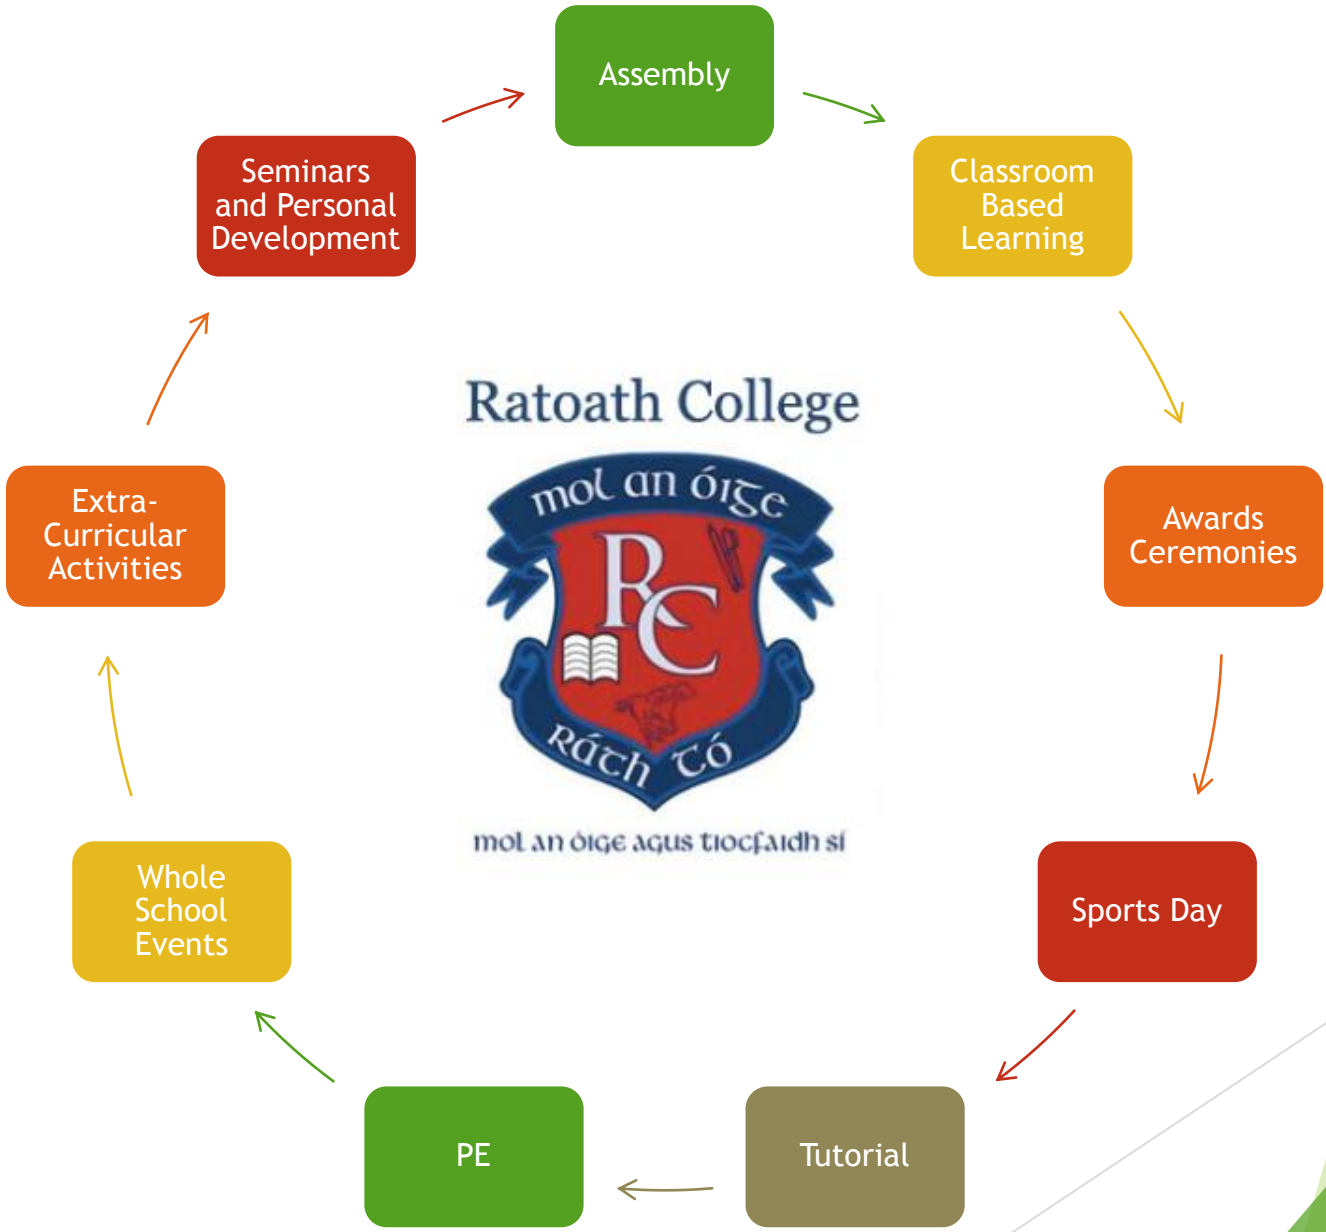 Assembly
Classroom
Based
Learning
Awards
Ceremonies
Sports Day
Tutorial
PE
Whole
School
Events
Extra-
Curricular
Activities
Seminars
and Personal
Development
Ratoath College
mol an óige
RC
Ráth Tó
mol an óige agus tiocfaidh sí